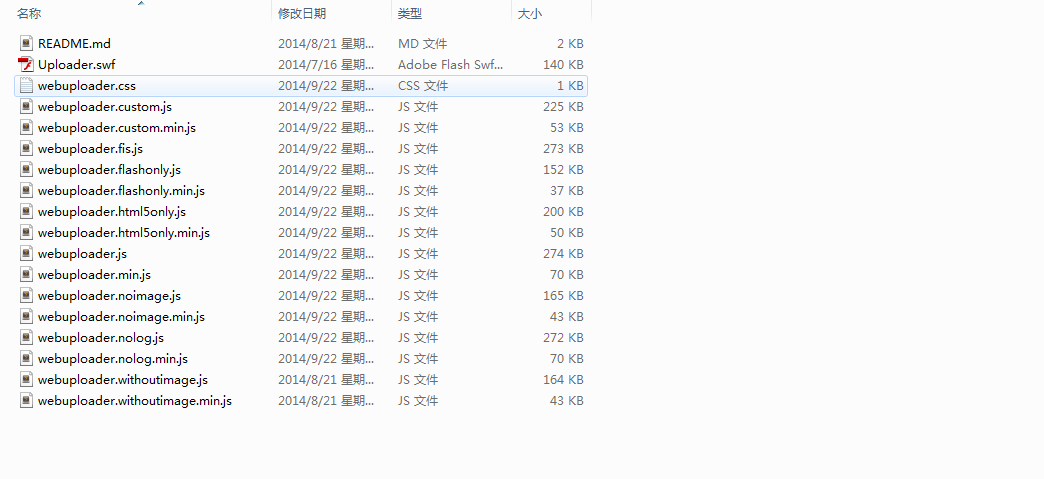 名称 修改日期 类型 大小
README.md 2014/8/21 星期... MD 文件 2 KB
Uploader.swf 2014/7/16 星期... Adobe Flash Swf... 140 KB
webuploader.css 2014/9/22 星期... CSS 文件 1 KB
webuploader.custom.js 2014/9/22 星期... JS 文件 225 KB
webuploader.custom.min.js 2014/9/22 星期... JS 文件 53 KB
webuploader.fis.js 2014/9/22 星期... JS 文件 273 KB
webuploader.flashonly.js 2014/9/22 星期... JS 文件 152 KB
webuploader.flashonly.min.js 2014/9/22 星期... JS 文件 37 KB
webuploader.html5only.js 2014/9/22 星期... JS 文件 200 KB
webuploader.html5only.min.js 2014/9/22 星期... JS 文件 50 KB
webuploader.js 2014/9/22 星期... JS 文件 274 KB
webuploader.min.js 2014/9/22 星期... JS 文件 70 KB
webuploader.noimage.js 2014/9/22 星期... JS 文件 165 KB
webuploader.noimage.min.js 2014/9/22 星期... JS 文件 43 KB
webuploader.nolog.js 2014/9/22 星期... JS 文件 272 KB
webuploader.nolog.min.js 2014/9/22 星期... JS 文件 70 KB
webuploader.withoutimage.js 2014/8/21 星期... JS 文件 164 KB
webuploader.withoutimage.min.js 2014/8/21 星期... JS 文件 43 KB